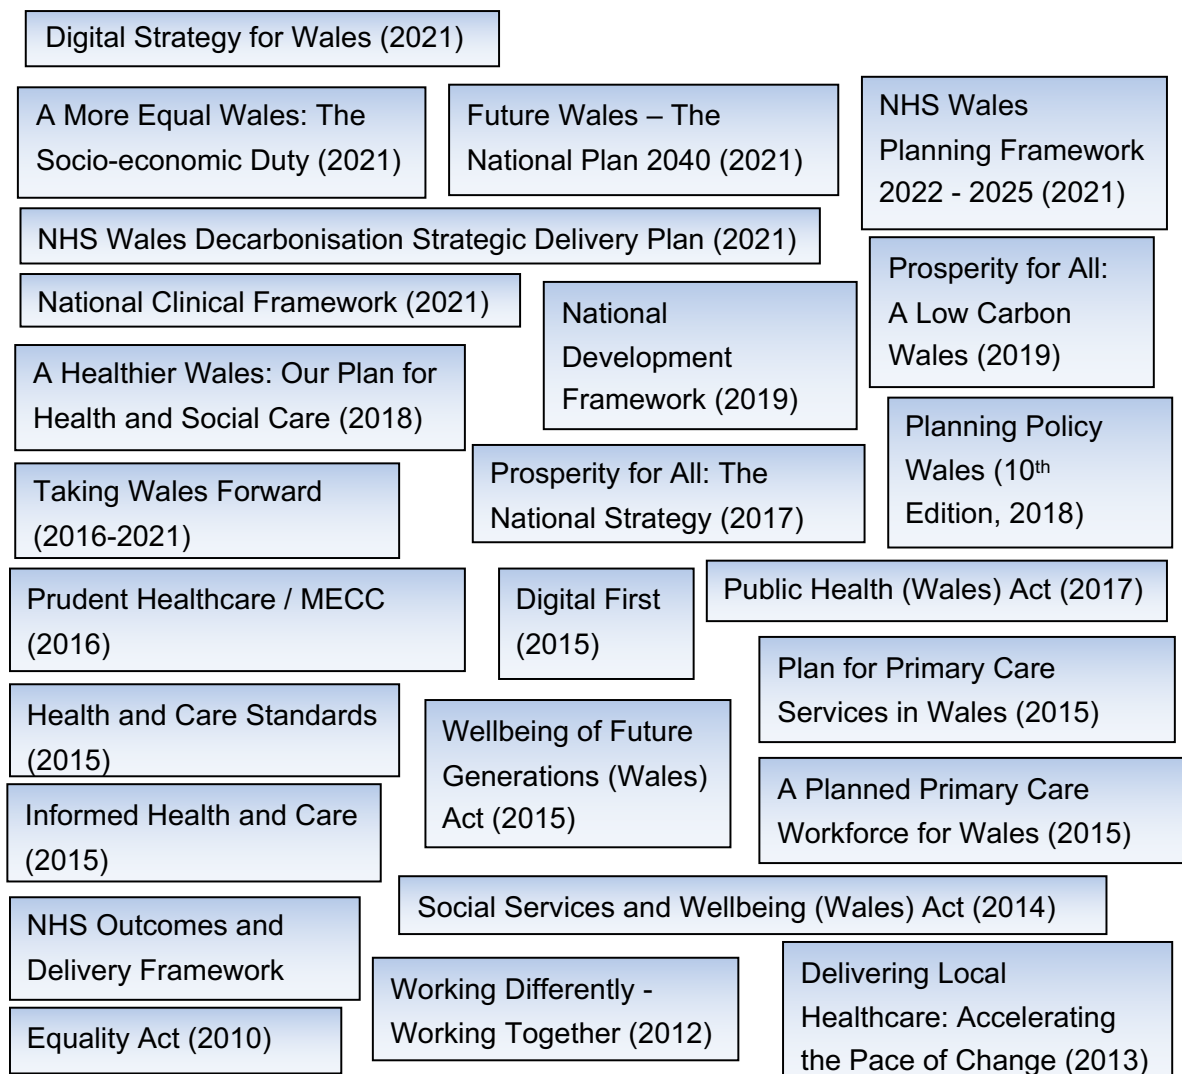 Digital Strategy for Wales (2021)
A More Equal Wales: The
Socio-economic Duty (2021)
Future Wales – The
National Plan 2040 (2021)
NHS Wales
Planning Framework
2022 - 2025 (2021)
NHS Wales Decarbonisation Strategic Delivery Plan (2021)
National Clinical Framework (2021)
National
Development
Framework (2019)
Prosperity for All:
A Low Carbon
Wales (2019)
A Healthier Wales: Our Plan for
Health and Social Care (2018)
Planning Policy
Wales (10th
Edition, 2018)
Taking Wales Forward
(2016-2021)
Prosperity for All: The
National Strategy (2017)
Prudent Healthcare / MECC
(2016)
Digital First
(2015)
Public Health (Wales) Act (2017)
Plan for Primary Care
Services in Wales (2015)
Health and Care Standards
(2015)
Wellbeing of Future
Generations (Wales)
Act (2015)
A Planned Primary Care
Workforce for Wales (2015)
Informed Health and Care
(2015)
Social Services and Wellbeing (Wales) Act (2014)
NHS Outcomes and
Delivery Framework
Working Differently -
Working Together (2012)
Delivering Local
Healthcare: Accelerating
the Pace of Change (2013)
Equality Act (2010)